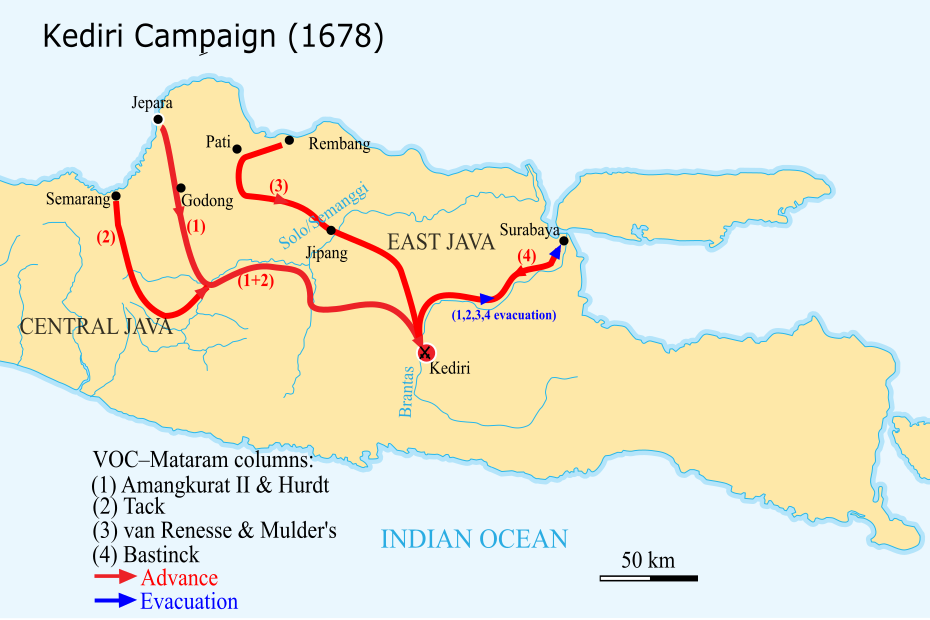 Kediri Campaign (1678)
Jepara
Pati
Rembang
Semarang
Godong
(3)
Solo/Semanggi
(2)
(1)
Jipang
EAST JAVA
Surabaya
(4)
(1+2)
(1,2,3,4 evacuation)
CENTRAL JAVA
Kediri
Brantas
VOC–Mataram columns:
(1) Amangkurat II & Hurdt
(2) Tack
(3) van Renesse & Mulder's
(4) Bastinck
Advance
Evacuation
INDIAN OCEAN
50 km